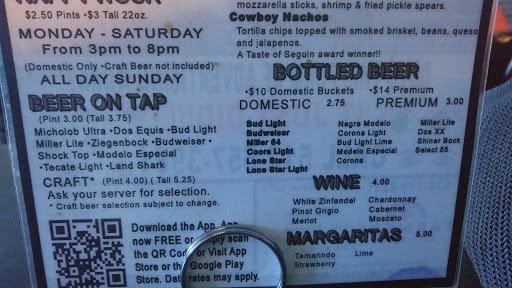 $2.50 Pints •$3 Tall 22oz.
MONDAY - SATURDAY
From 3pm to 8pm
(Domestic Only •Craft Beer not included)*
ALL DAY SUNDAY
BEER ON TAP
(Pint 3.00 (Tall 3.75)
Micholob Ultra •Dos Equis •Bud Light
Miller Lite •Ziegenbock •Budweiser •
Shock Top •Modelo Especial
•Tecate Light •Land Shark
CRAFT* (Pint 4.00) ( Tall 5.25)
Ask your server for selection.
* Craft beer selection subject to change.
Download the App. App
now FREE or scan
the QR Code or Visit App
Store or the Google Play
Store. Data rates may apply.
mozzarella sticks, shrimp & fried pickle spears.
Cowboy Nachos
Tortilla chips topped with smoked brisket, beans, queso
and jalapenos.
A Taste of Seguin award winner!!
BOTTLED BEER
•$10 Domestic Buckets •$14 Premium
DOMESTIC 2.75 PREMIUM 3.00
Bud Light Negra Modelo Miller Lite
Budweiser Corona Light Dos XX
Miller 64 Bud Light Lime Shiner Bock
Coors Light Modelo Especial Select 55
Lone Star Corona
Lone Star Light
WINE 4.00
White Zinfandel Chardonnay
Pinot Grigio Cabernet
Merlot Moscato
MARGARITAS 5.00
Tamarindo Lime
Strawberry